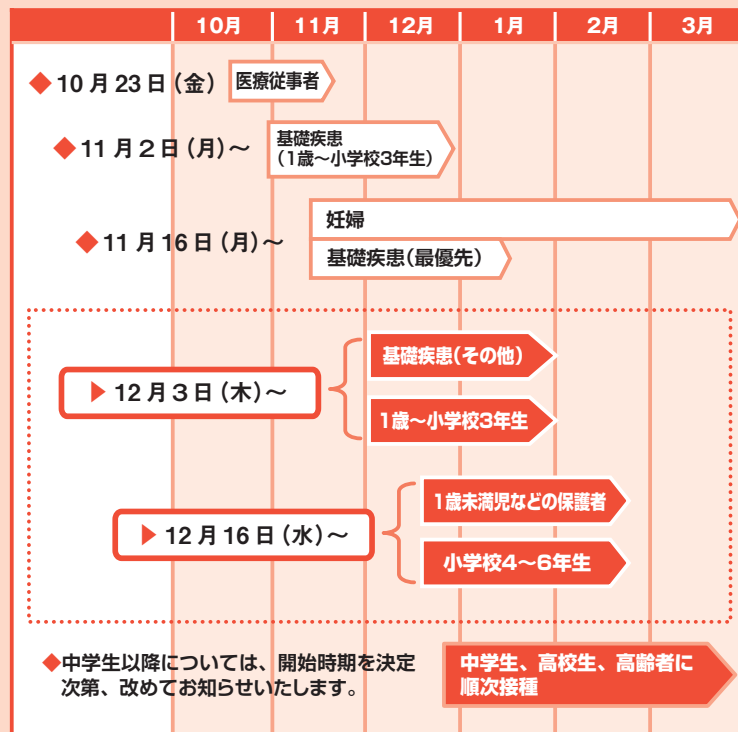 10月 11月 12月 1月 2月 3月
◆10月23日（金）
医療従事者
◆11月2日（月）～
基礎疾患
（1歳～小学校3年生）
◆11月16日（月）～
妊婦
基礎疾患（最優先）
▶12月3日（木）～
基礎疾患（その他）
1歳～小学校3年生
▶12月16日（水）～
1歳未満児などの保護者
小学校4～6年生
◆中学生以降については、開始時期を決定
次第、改めてお知らせいたします。
中学生、高校生、高齢者に
順次接種